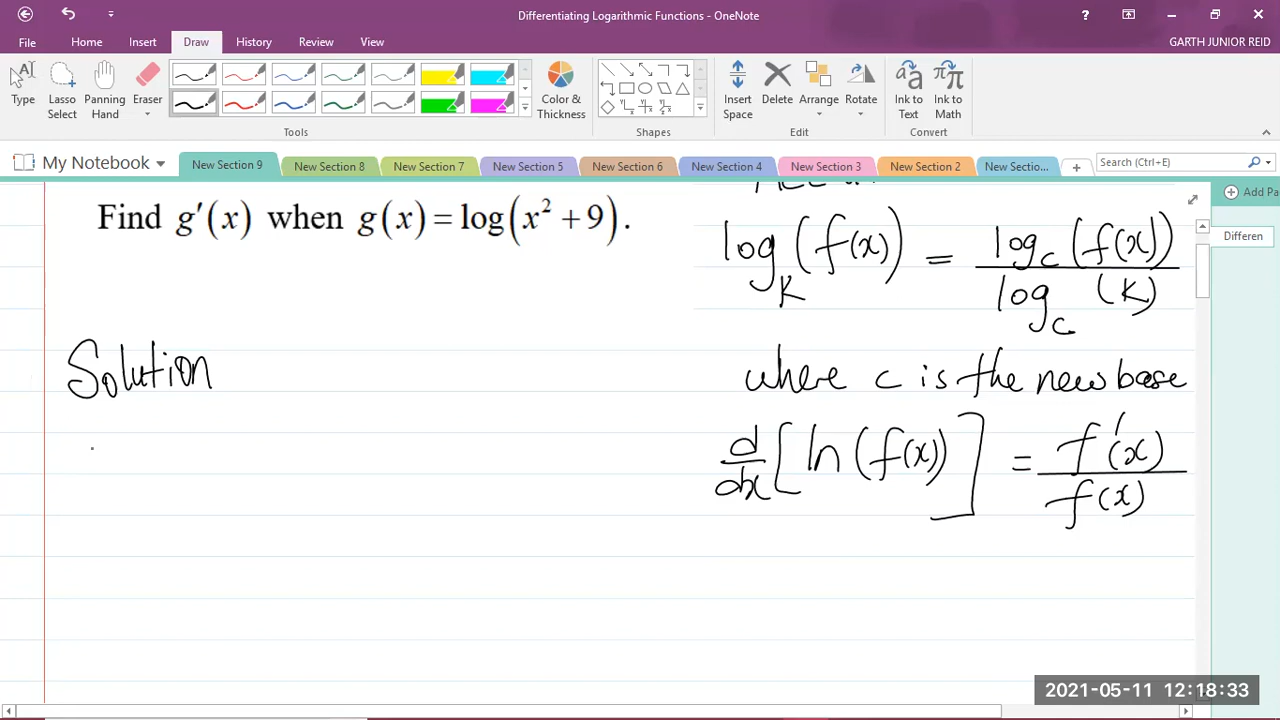 Differentiating Logarithmic Functions - OneNote
GARTH JUNIOR REID
File Home Insert Draw History Review View
Type
Lasso Select
Panning Hand
Eraser
Color & Thickness
Insert Space
Delete
Arrange
Rotate
Ink to Text
Ink to Math
Tools
Shapes
Edit
Convert
My Notebook
New Section 9 New Section 8 New Section 7 New Section 5 New Section 6 New Section 4 New Section 3 New Section 2 New Sectio...
Search (Ctrl+E)
Add Pa
Differen
Find g′(x) when g(x) = log(x² + 9).
Solution
log_K (f(x)) = log_c (f(x)) / log_c (K)
where c is the new base
d/dx [ln (f(x))] = f′(x) / f(x)
2021-05-11 12:18:33